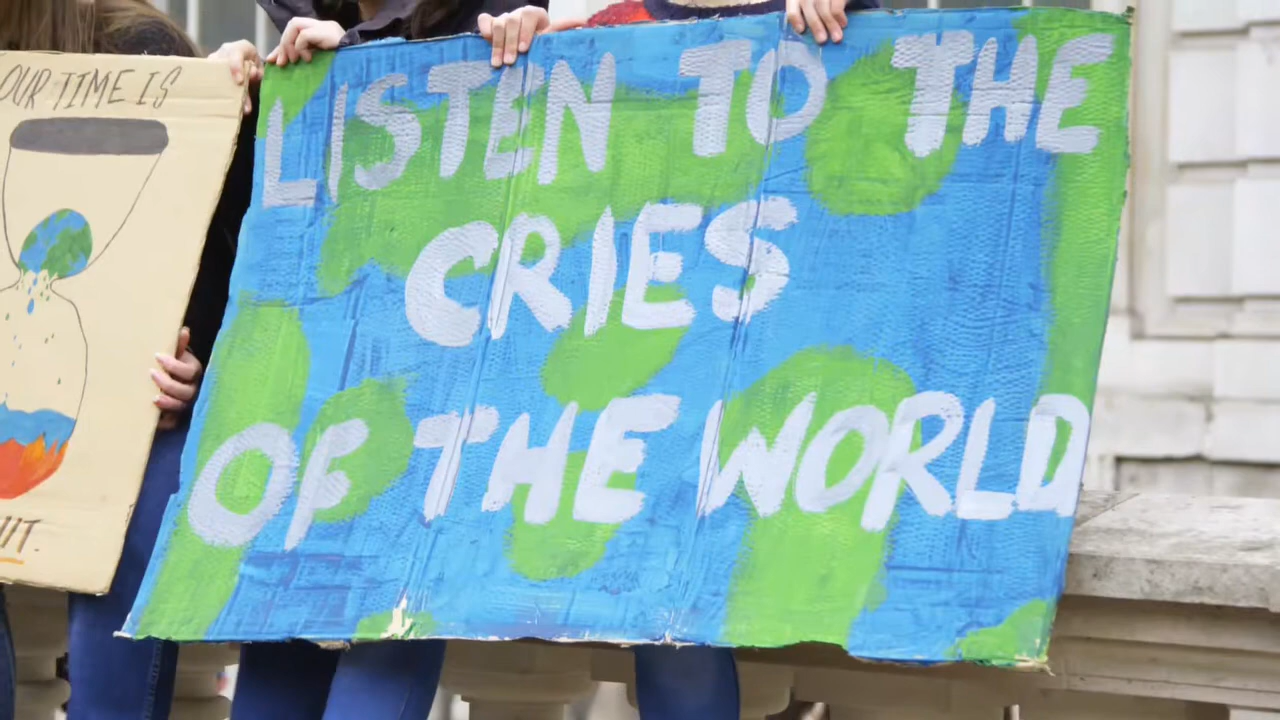 OUR TIME IS
LISTEN TO THE
CRIES
OF THE WORLD